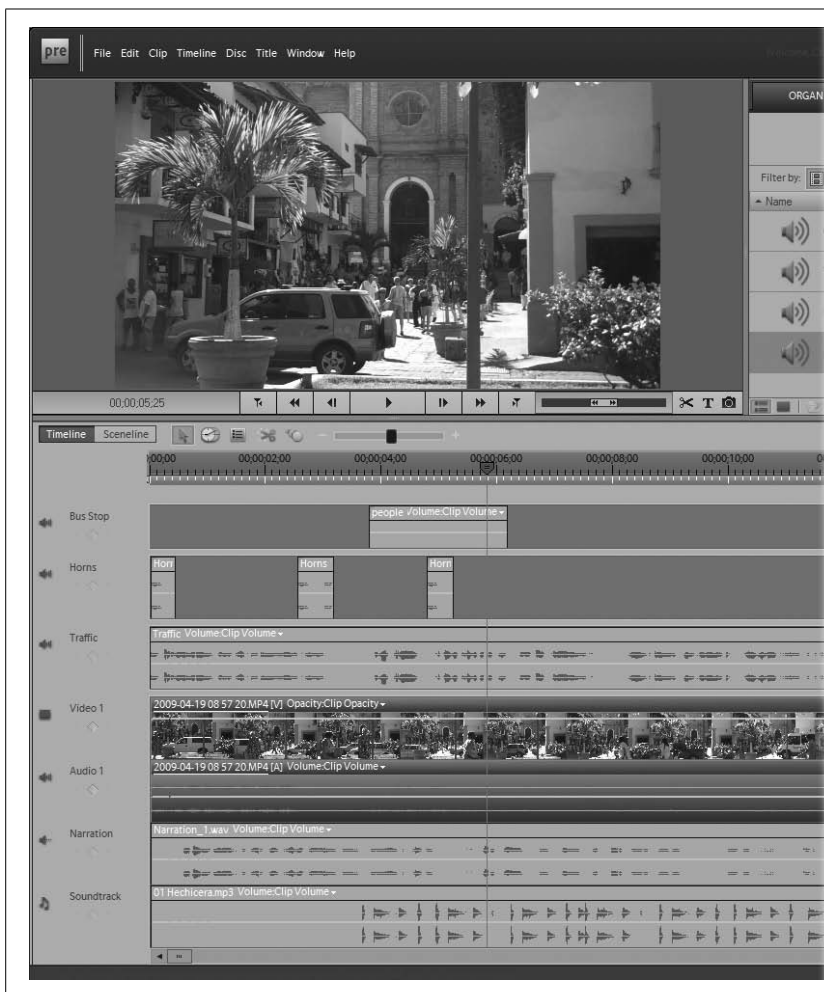 pre File Edit Clip Timeline Disc Title Window Help
ORGAN
Filter by:
Name
00;00;05;25
T
Timeline Sceneline
;00;00 00;00;02;00 00;00;04;00 00;00;06;00 00;00;08;00 00;00;10;00 00
Bus Stop
people Volume:Clip Volume
Horns
Horr Horns Horn
Traffic
Traffic Volume:Clip Volume
Video 1
2009-04-19 08 57 20.MP4 [V] Opacity:Clip Opacity
Audio 1
2009-04-19 08 57 20.MP4 [A] Volume:Clip Volume
Narration
Narration_1.wav Volume:Clip Volume
Soundtrack
01 Hechicera.mp3 Volume:Clip Volume